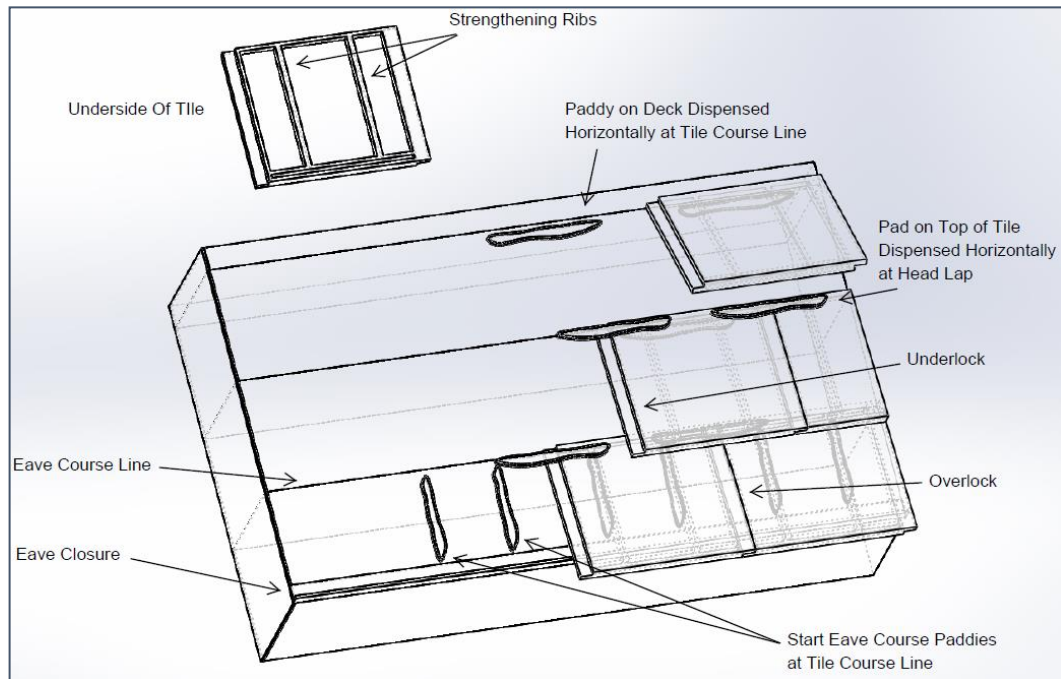 Strengthening Ribs
Underside Of TIle
Paddy on Deck Dispensed
Horizontally at Tile Course Line
Pad on Top of Tile
Dispensed Horizontally
at Head Lap
Underlock
Eave Course Line
Overlock
Eave Closure
Start Eave Course Paddies
at Tile Course Line